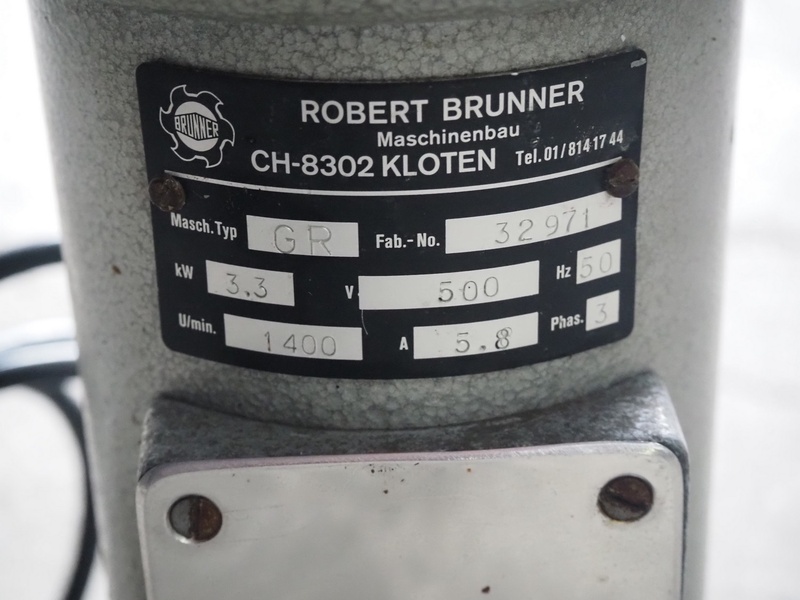 BRUNNER
ROBERT BRUNNER
Maschinenbau
CH-8302 KLOTEN Tel. 01/814 17 44
Masch.Typ GR Fab.-No. 32971
kW 3.3 V 500 Hz 50
U/min. 1400 A 5.8 Phas. 3